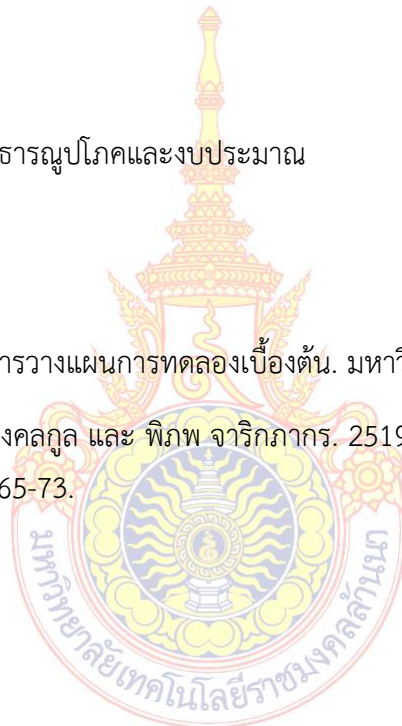 ธารณูปโภคและงบประมาณ
ารวางแผนการทดลองเบื้องต้น. มหาวิ
งคลกูล และ พิภพ จาริกภากร. 2519
65-73.
มหาวิทยาลัยเทคโนโลยีราชมงคลล้านนา